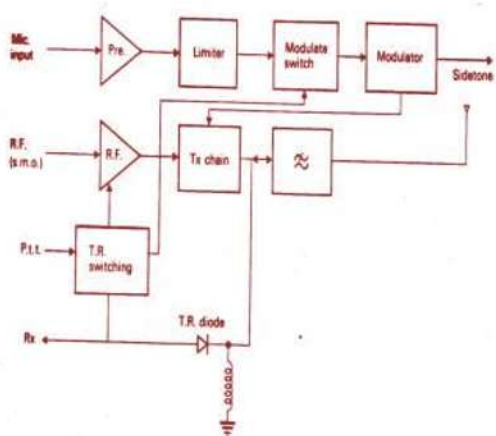 Mic.
input
Pre.
Limiter
Modulate
switch
Modulator
Sidetone
R.F.
(s.m.o.)
R.F.
Tx chain
≈
P.t.t.
T.R.
switching
T.R. diode
Rx